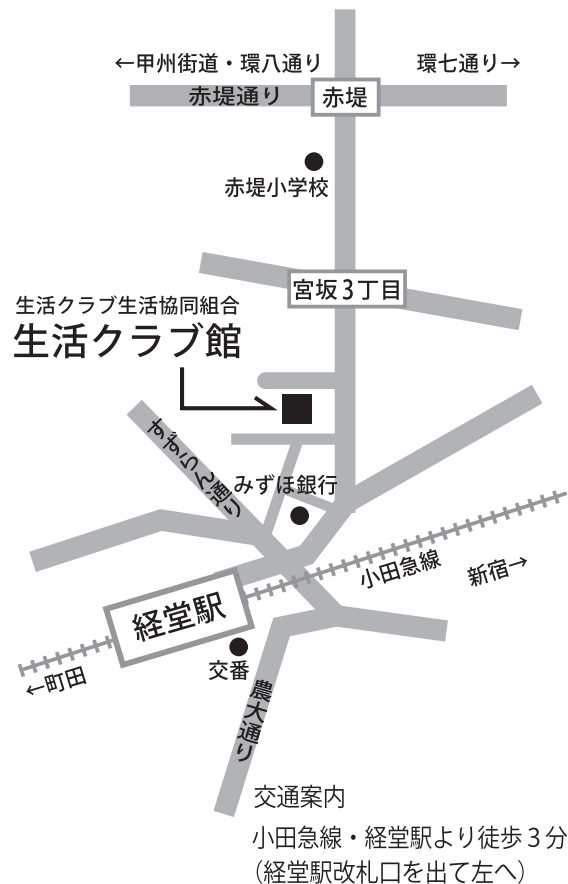 ←甲州街道・環八通り
環七通り→
赤堤通り
赤堤
赤堤小学校
宮坂3丁目
生活クラブ生活協同組合
生活クラブ館
すずらん通り
みずほ銀行
小田急線
新宿→
経堂駅
交番
←町田
農大通り
交通案内
小田急線・経堂駅より徒歩3分
（経堂駅改札口を出て左へ）